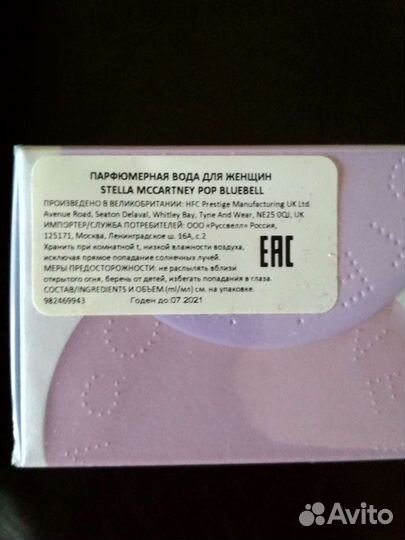 ПАРФЮМЕРНАЯ ВОДА ДЛЯ ЖЕНЩИН
STELLA MCCARTNEY POP BLUEBELL
ПРОИЗВЕДЕНО В ВЕЛИКОБРИТАНИИ: HFC Prestige Manufacturing UK Ltd.
Avenue Road, Seaton Delaval, Whitley Bay, Tyne And Wear, NE25 0QJ, UK
ИМПОРТЕР/СЛУЖБА ПОТРЕБИТЕЛЕЙ: ООО «Руссвелл» Россия,
125171, Москва, Ленинградское ш. 16А, с.2
Хранить при комнатной t, низкой влажности воздуха,
исключая прямое попадание солнечных лучей.
МЕРЫ ПРЕДОСТОРОЖНОСТИ: не распылять вблизи
открытого огня, беречь от детей, избегать попадания в глаза.
СОСТАВ/INGREDIENTS И ОБЪЕМ (ml/мл) см. на упаковке.
982469943 Годен до:07.2021
EAC
Avito